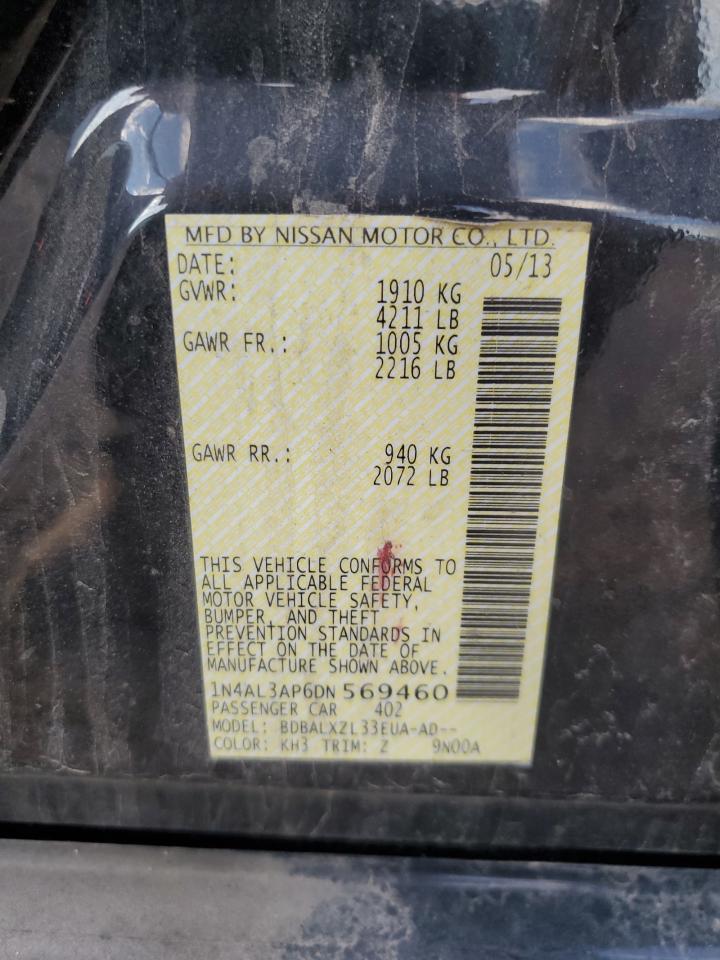 MFD BY NISSAN MOTOR CO., LTD.
DATE: 05/13
GVWR: 1910 KG
4211 LB
GAWR FR.: 1005 KG
2216 LB
GAWR RR.: 940 KG
2072 LB
THIS VEHICLE CONFORMS TO
ALL APPLICABLE FEDERAL
MOTOR VEHICLE SAFETY,
BUMPER, AND THEFT
PREVENTION STANDARDS IN
EFFECT ON THE DATE OF
MANUFACTURE SHOWN ABOVE.
1N4AL3AP6DN 569460
PASSENGER CAR 402
MODEL: BDBALXZL33EUA-AD--
COLOR: KH3 TRIM: Z 9N00A